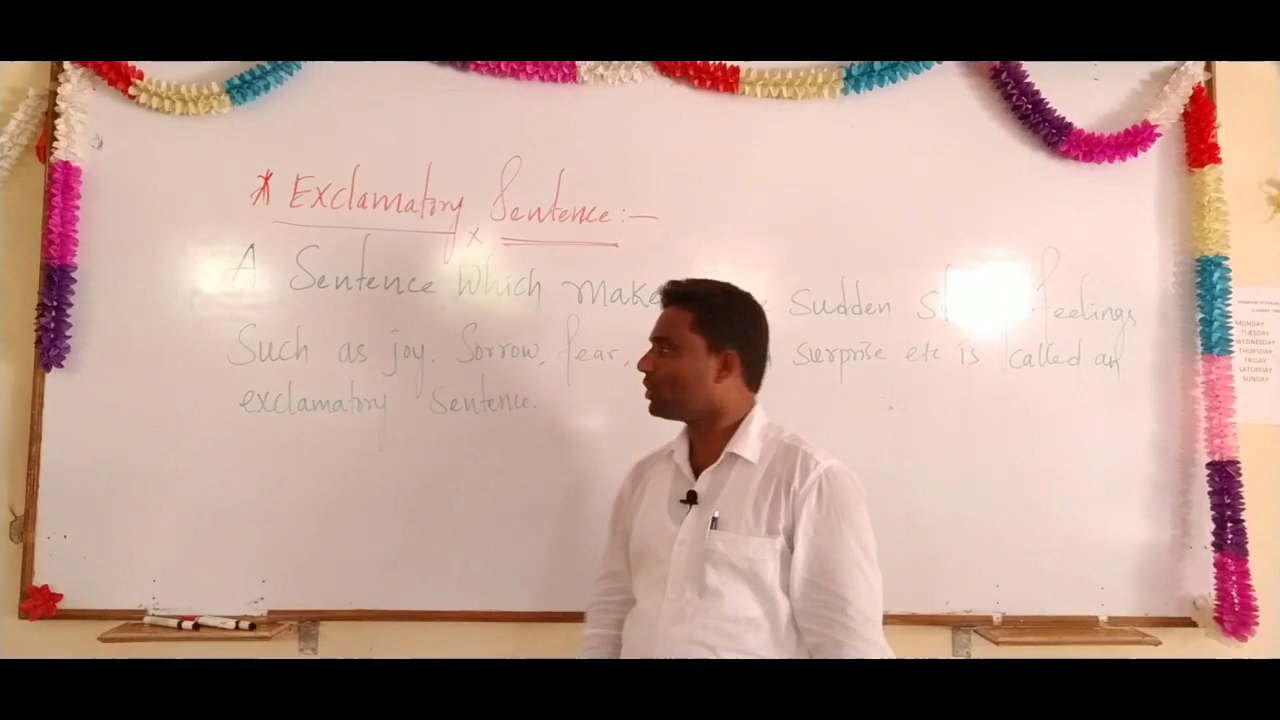 * Exclamatory Sentence:-
A Sentence Which make sudden feelings
Such as joy. Sorrow, fear, surprise etc is called an
exclamatory Sentence.
MONDAY
TUESDAY
WEDNESDAY
THURSDAY
FRIDAY
SATURDAY
SUNDAY